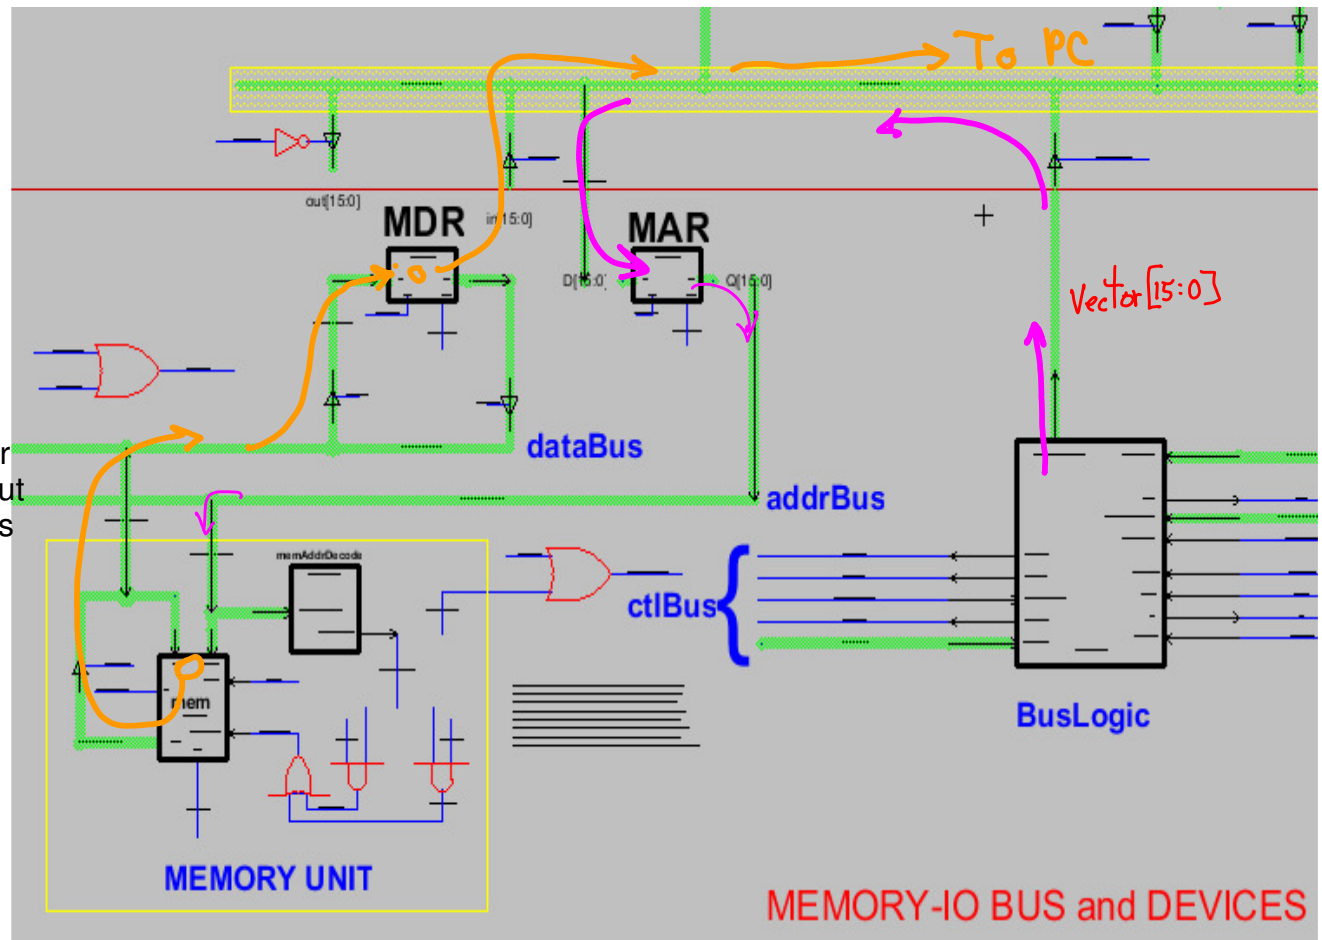 To PC
out[15:0]
MDR
in[15:0]
MAR
D[15:0]
Q[15:0]
Vector[15:0]
r
ut
s
dataBus
addrBus
memAddrDecode
ctlBus
mem
BusLogic
MEMORY UNIT
MEMORY-IO BUS and DEVICES